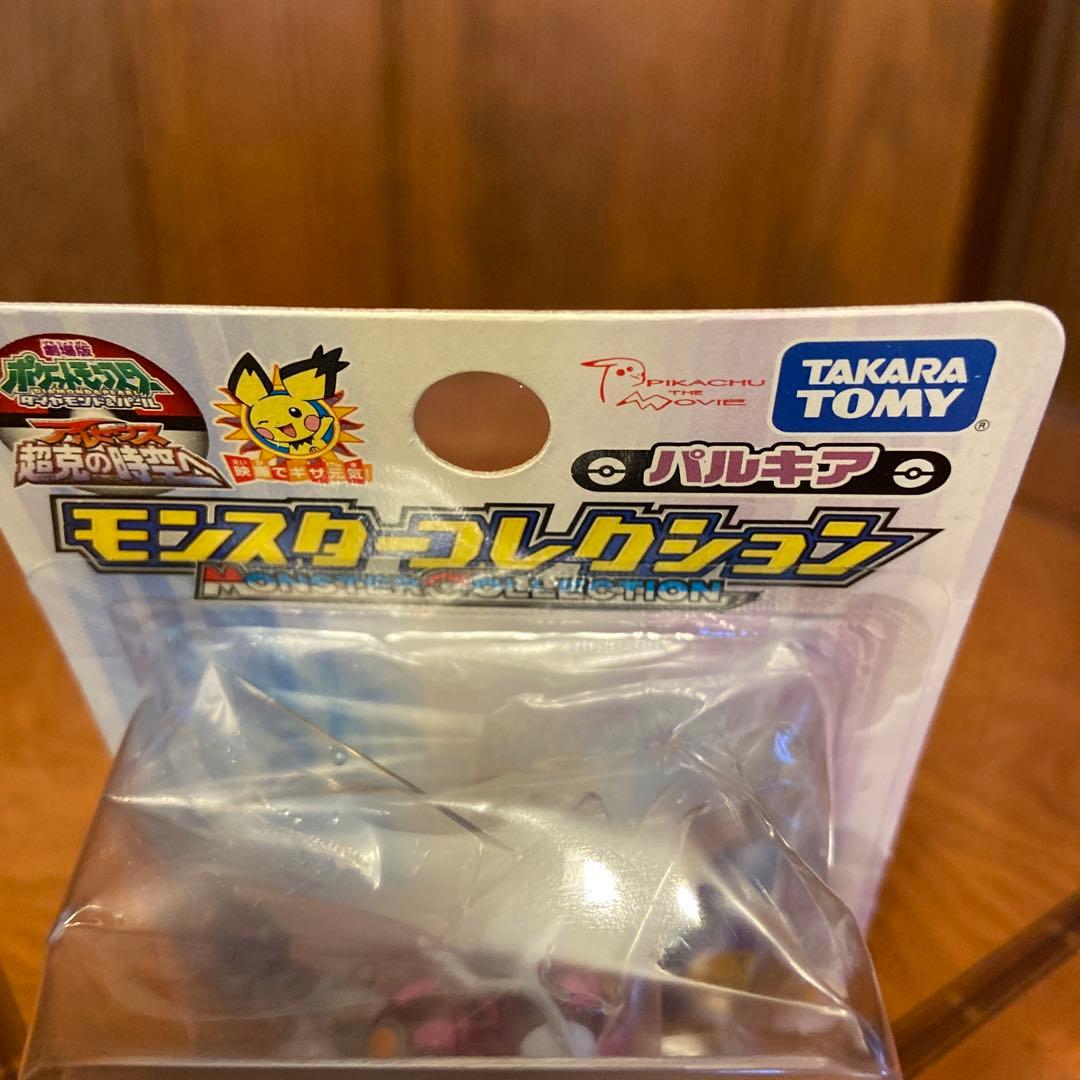 劇場版
ポケットモンスター
ダイヤモンド&パール
アルセウス
超克の時空へ
映画でギザ元気!
PIKACHU
THE
MOVIE
TAKARA
TOMY
®
パルキア
モンスターコレクション
MONSTER COLLECTION